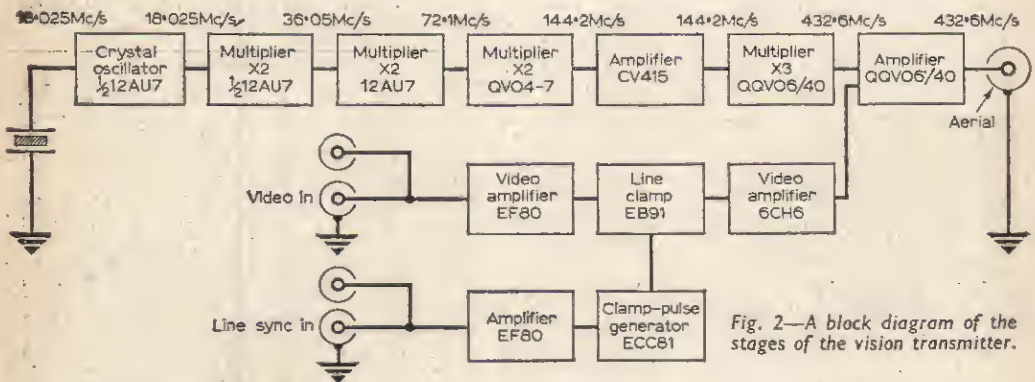 18·025Mc/s 18·025Mc/s 36·05Mc/s 72·1Mc/s 144·2Mc/s 144·2Mc/s 432·6Mc/s 432·6Mc/s
Crystal
oscillator
½12AU7
Multiplier
X2
½12AU7
Multiplier
X2
12AU7
Multiplier
X2
QVO4-7
Amplifier
CV415
Multiplier
X3
QQVO6/40
Amplifier
QQVO6/40
Aerial
Video in
Video
amplifier
EF80
Line
clamp
EB91
Video
amplifier
6CH6
Line sync in
Amplifier
EF80
Clamp-pulse
generator
ECC81
Fig. 2—A block diagram of the
stages of the vision transmitter.